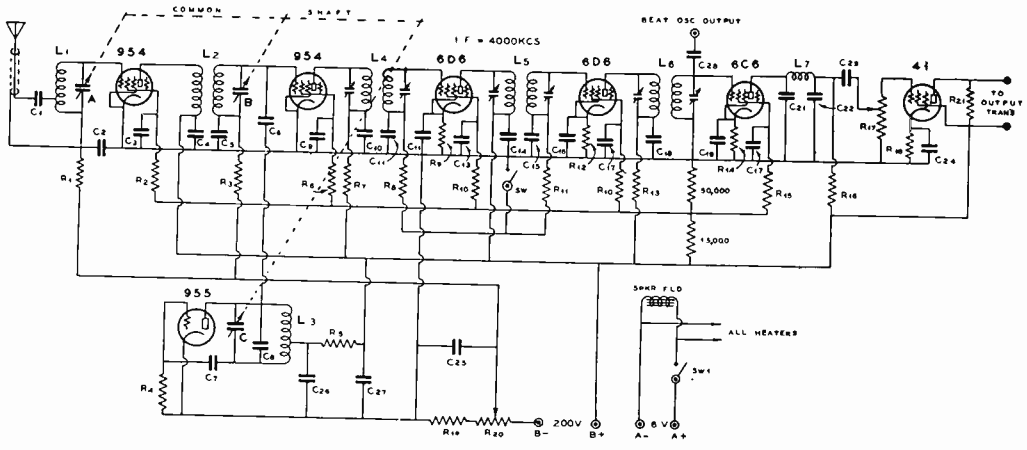 COMMON SHAFT
BEAT OSC OUTPUT
I F = 4000KCS
L1
954
L2
954
L4
6D6
L5
6D6
L6
C28
6C6
L7
C23
41
R21
TO
OUTPUT
TRANS
A
B
C1
C2
C3
C4
C5
C6
C9
C10
C11
C11
C13
C14
C15
C16
C17
C18
C19
C17
C21
C22
R17
R18
C24
R1
R2
R3
R6
R7
R8
R9
R10
SW
R11
R12
R10
R13
R14
50,000
R15
R16
15,000
955
L3
C
C8
R5
C7
R4
C26
C27
C25
R19
R20
B-
200V
B+
SPKR FLD
ALL HEATERS
SW1
A-
6V
A+